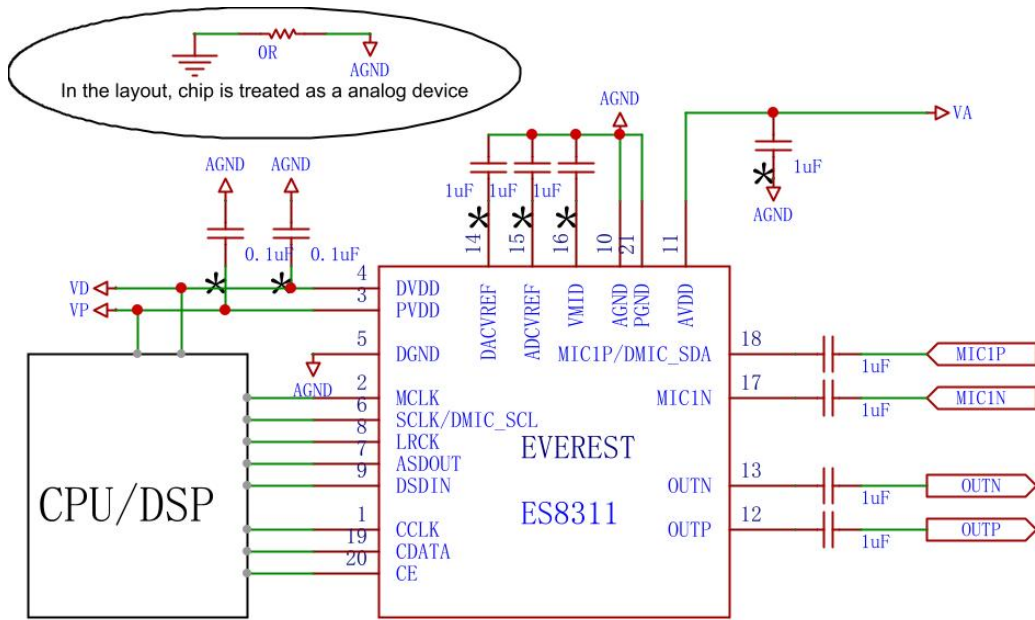 0R
AGND
In the layout, chip is treated as a analog device
AGND
VA
1uF
AGND
AGND
AGND
1uF
1uF
1uF
*
*
*
*
0.1uF
0.1uF
*
*
14
15
16
10
21
11
VD
VP
4
DVDD
3
PVDD
DACVREF
ADCVREF
VMID
AGND
PGND
AVDD
5
DGND
AGND
MIC1P/DMIC_SDA
18
1uF
MIC1P
2
MCLK
MIC1N
17
1uF
MIC1N
6
SCLK/DMIC_SCL
8
LRCK
7
ASDOUT
9
DSDIN
EVEREST
ES8311
OUTN
13
1uF
OUTN
CPU/DSP
1
CCLK
OUTP
12
1uF
OUTP
19
CDATA
20
CE